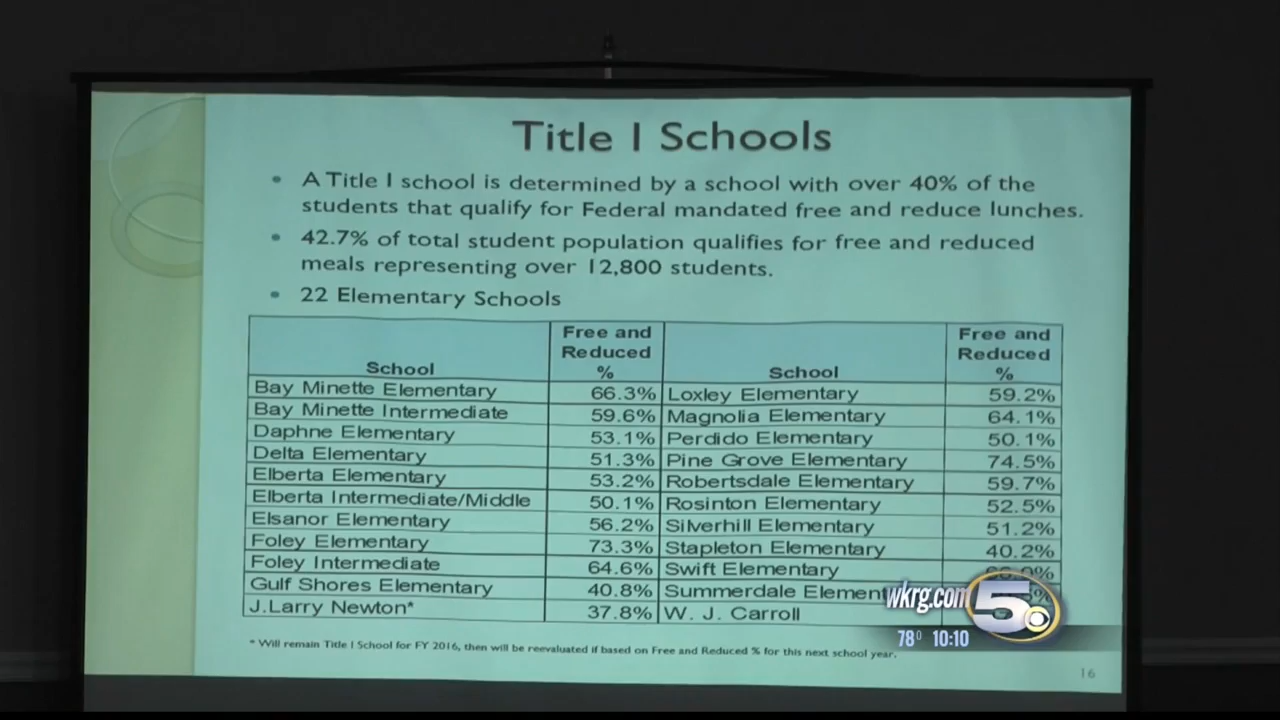 Title I Schools
• A Title I school is determined by a school with over 40% of the
students that qualify for Federal mandated free and reduce lunches.
• 42.7% of total student population qualifies for free and reduced
meals representing over 12,800 students.
• 22 Elementary Schools
School Free and Reduced % School Free and Reduced %
Bay Minette Elementary 66.3% Loxley Elementary 59.2%
Bay Minette Intermediate 59.6% Magnolia Elementary 64.1%
Daphne Elementary 53.1% Perdido Elementary 50.1%
Delta Elementary 51.3% Pine Grove Elementary 74.5%
Elberta Elementary 53.2% Robertsdale Elementary 59.7%
Elberta Intermediate/Middle 50.1% Rosinton Elementary 52.5%
Elsanor Elementary 56.2% Silverhill Elementary 51.2%
Foley Elementary 73.3% Stapleton Elementary 40.2%
Foley Intermediate 64.6% Swift Elementary
Gulf Shores Elementary 40.8% Summerdale Elemen
J.Larry Newton* 37.8% W. J. Carroll
* Will remain Title I School for FY 2016, then will be reevaluated if based on Free and Reduced % for this next school year.
16
wkrg.com 5
78° 10:10